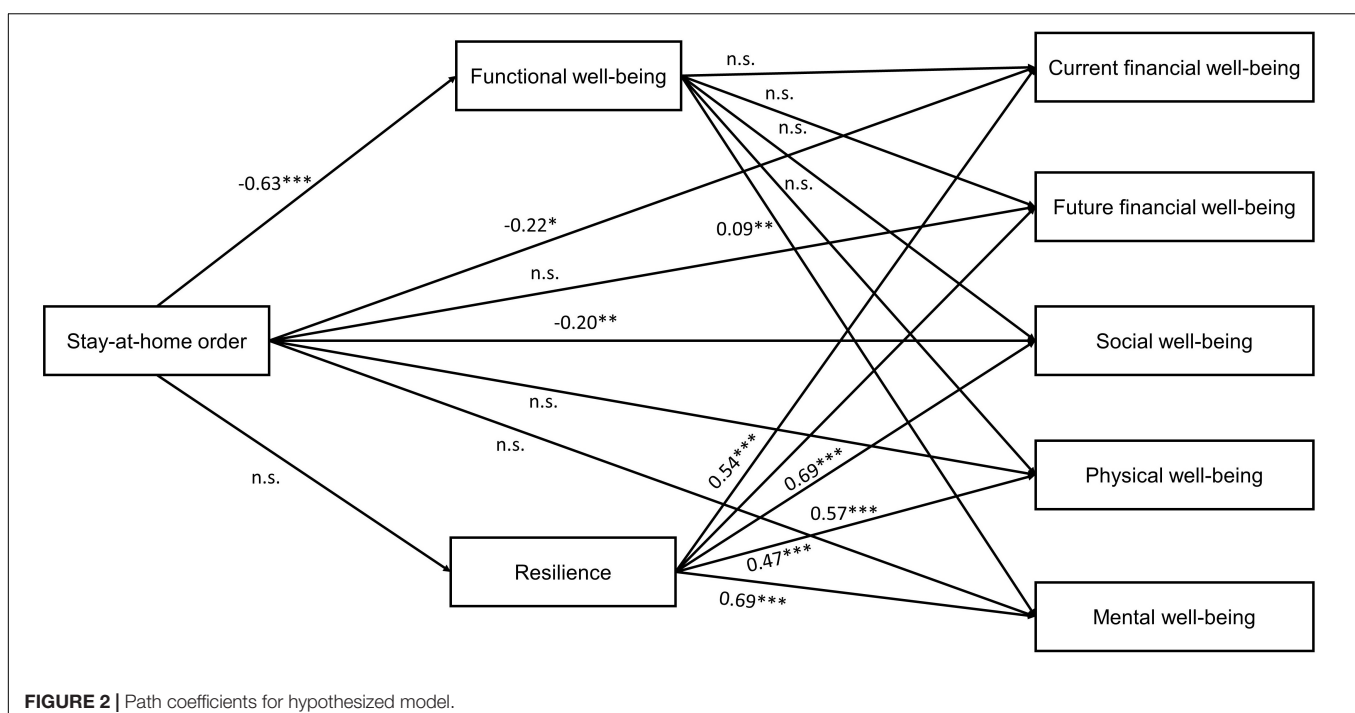 Functional well-being
Current financial well-being
n.s.
n.s.
n.s.
n.s.
-0.63***
Future financial well-being
-0.22*
0.09**
n.s.
Stay-at-home order
-0.20**
Social well-being
n.s.
n.s.
n.s.
0.54***
0.69***
Physical well-being
0.57***
0.47***
Resilience
0.69***
Mental well-being
FIGURE 2 | Path coefficients for hypothesized model.